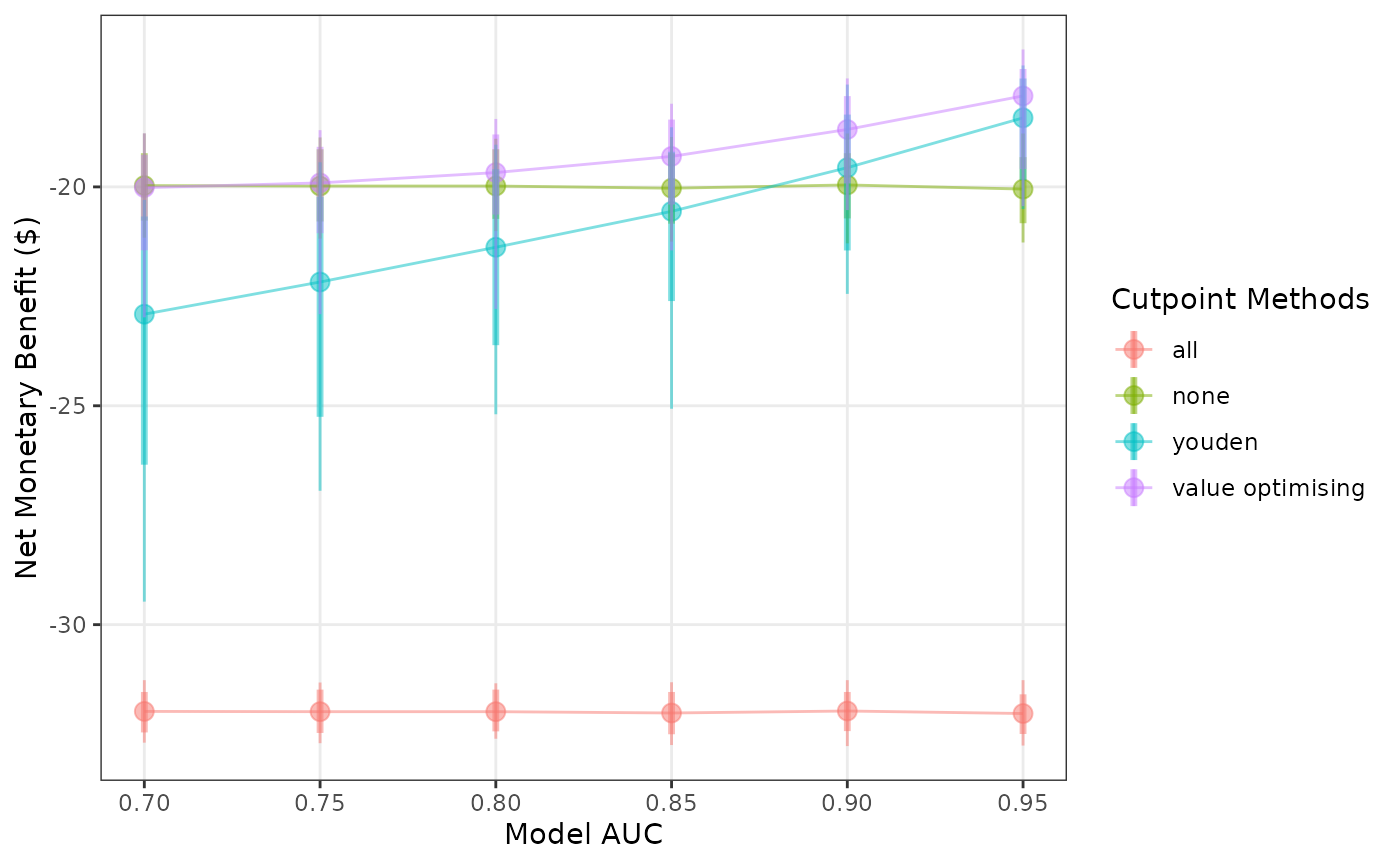 Net Monetary Benefit ($)
-20
-25
-30
0.70
0.75
0.80
0.85
0.90
0.95
Model AUC
Cutpoint Methods
all
none
youden
value optimising